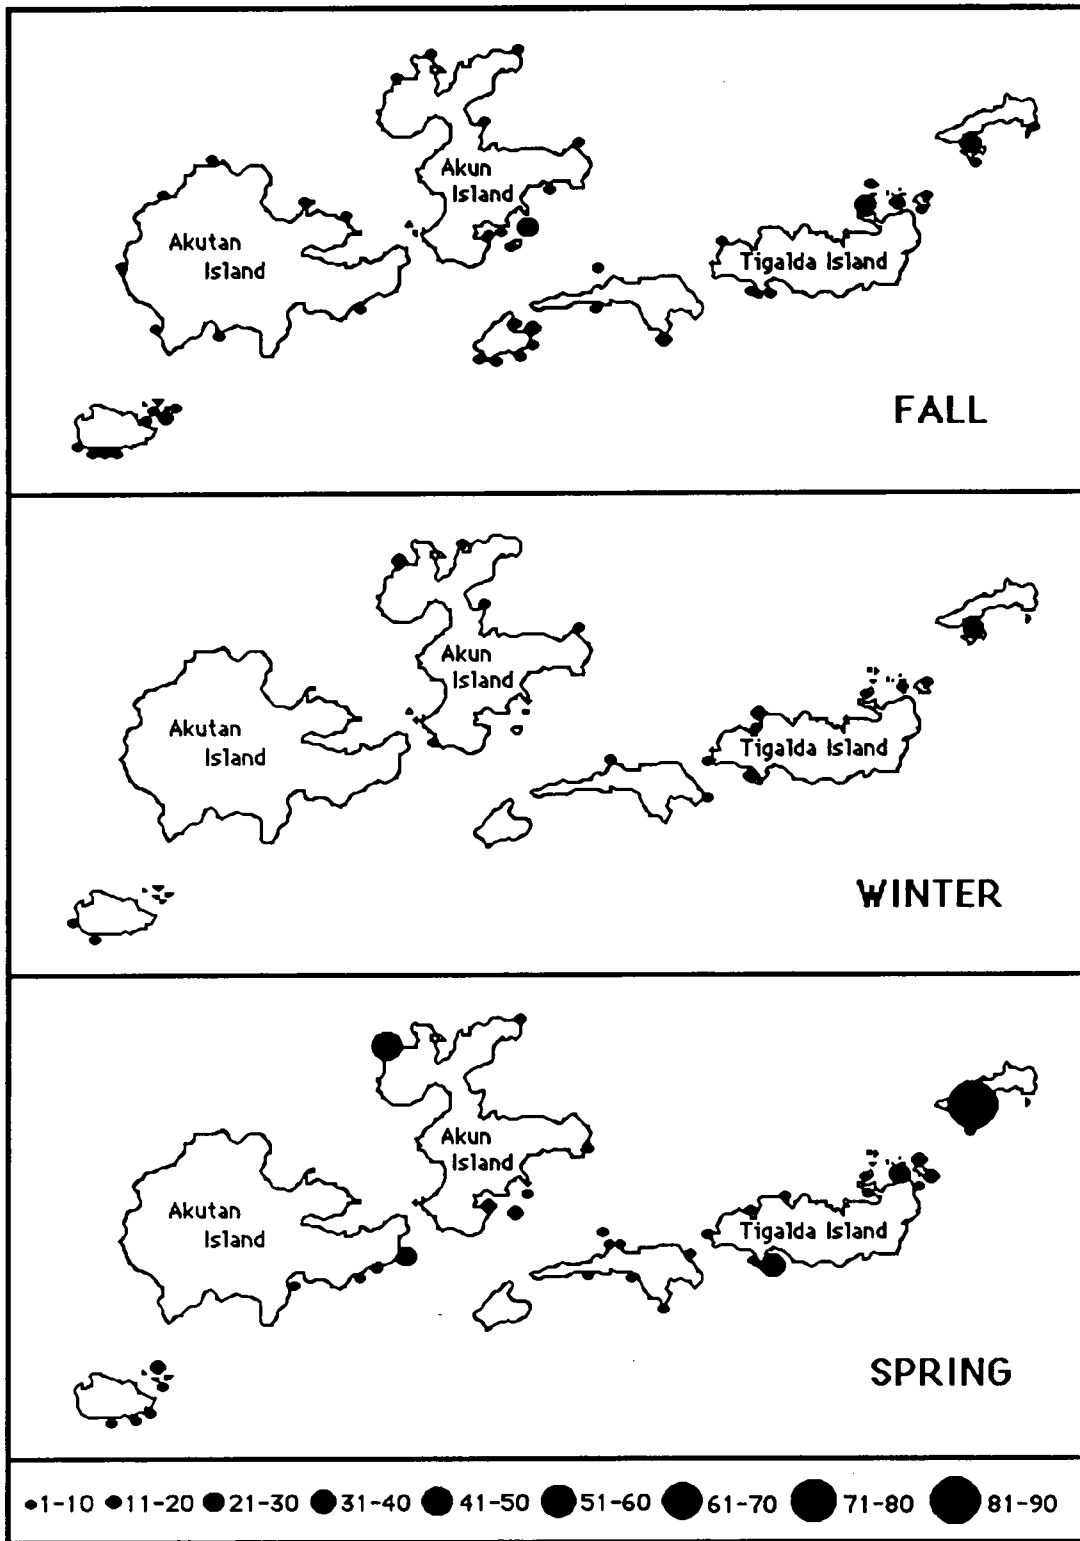 Akun
Island
Akutan
Island
Tigalda Island
FALL
Akun
Island
Akutan
Island
Tigalda Island
WINTER
Akun
Island
Akutan
Island
Tigalda Island
SPRING
1-10 11-20 21-30 31-40 41-50 51-60 61-70 71-80 81-90